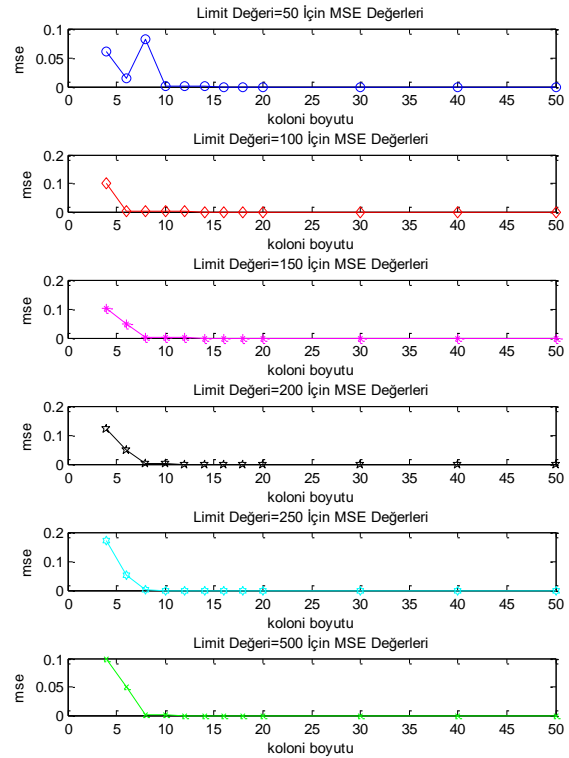 Limit Değeri=50 İçin MSE Değerleri
0.1
0.05
0
mse
0 5 10 15 20 25 30 35 40 45 50
koloni boyutu
Limit Değeri=100 İçin MSE Değerleri
0.2
0.1
0
mse
0 5 10 15 20 25 30 35 40 45 50
koloni boyutu
Limit Değeri=150 İçin MSE Değerleri
0.2
0.1
0
mse
0 5 10 15 20 25 30 35 40 45 50
koloni boyutu
Limit Değeri=200 İçin MSE Değerleri
0.2
0.1
0
mse
0 5 10 15 20 25 30 35 40 45 50
koloni boyutu
Limit Değeri=250 İçin MSE Değerleri
0.2
0.1
0
mse
0 5 10 15 20 25 30 35 40 45 50
koloni boyutu
Limit Değeri=500 İçin MSE Değerleri
0.1
0.05
0
mse
0 5 10 15 20 25 30 35 40 45 50
koloni boyutu